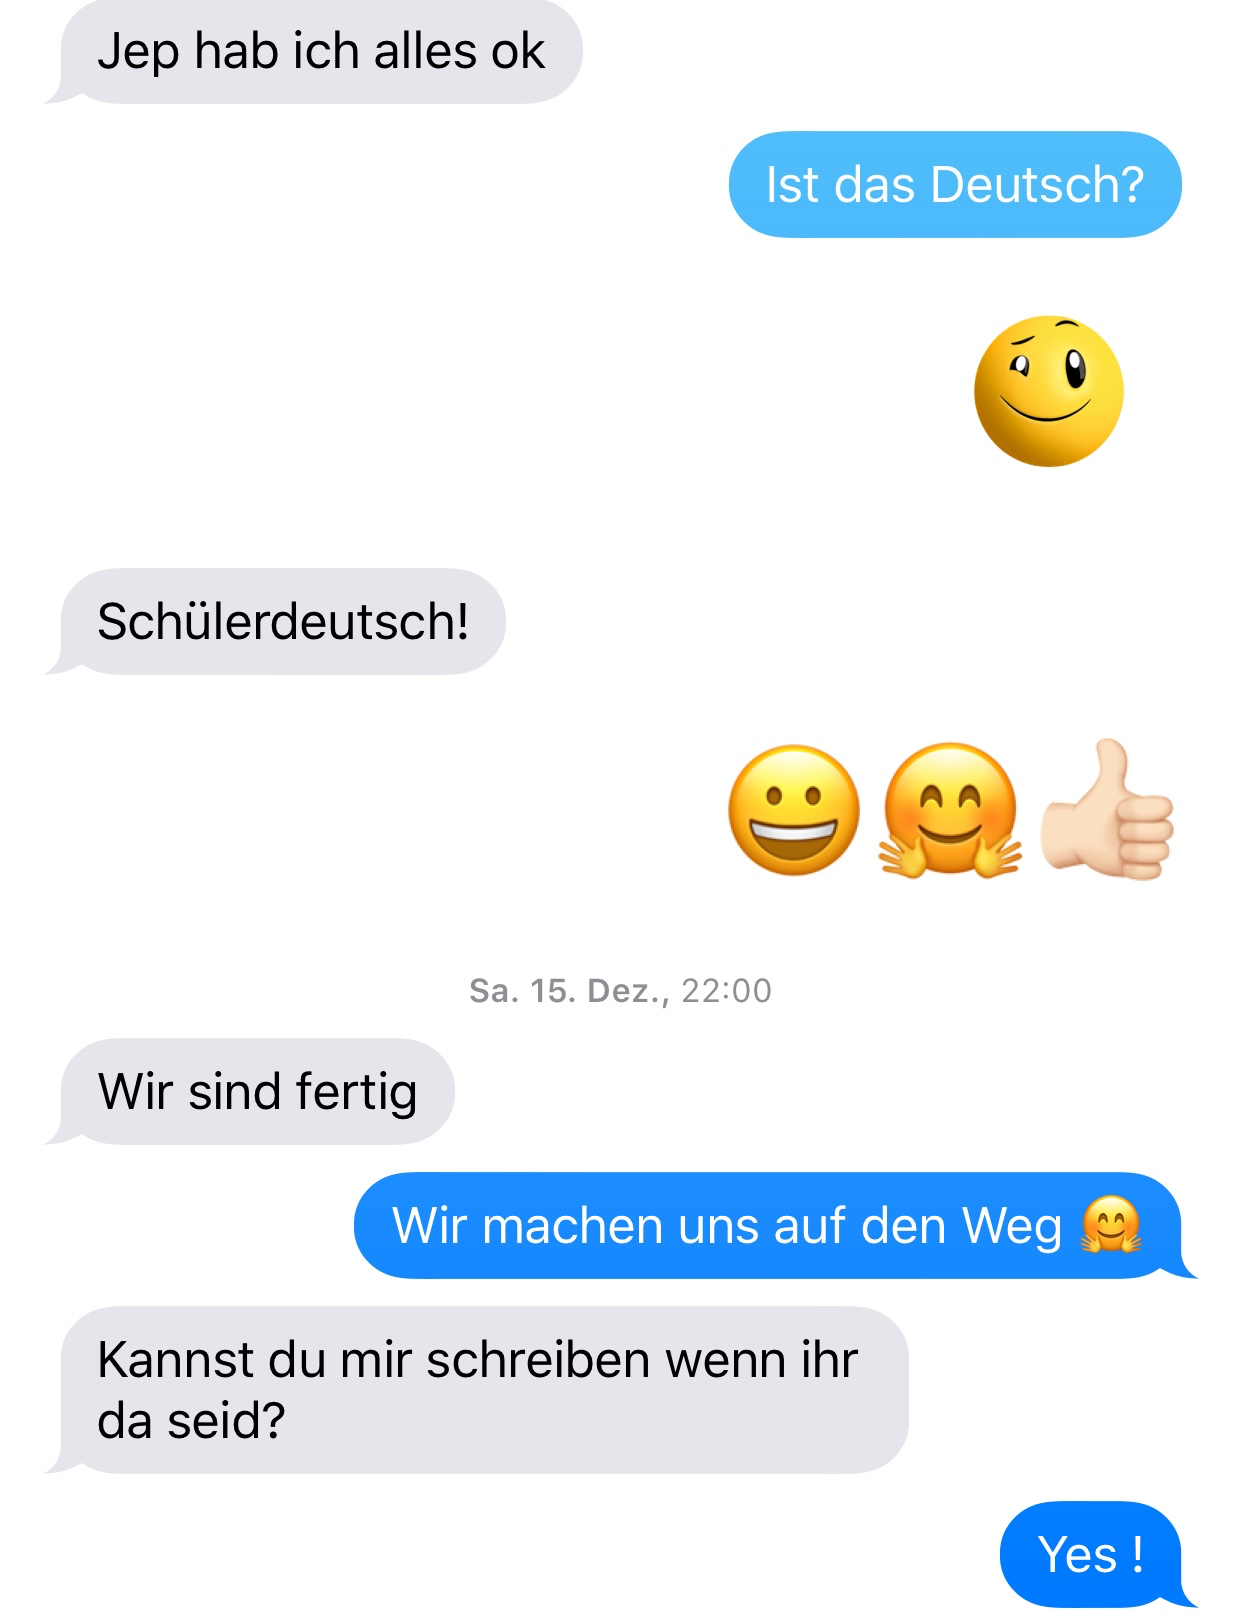 Jep hab ich alles ok
Ist das Deutsch?
Schülerdeutsch!
😀🤗👍🏻
Sa. 15. Dez., 22:00
Wir sind fertig
Wir machen uns auf den Weg 🤗
Kannst du mir schreiben wenn ihr
da seid?
Yes !